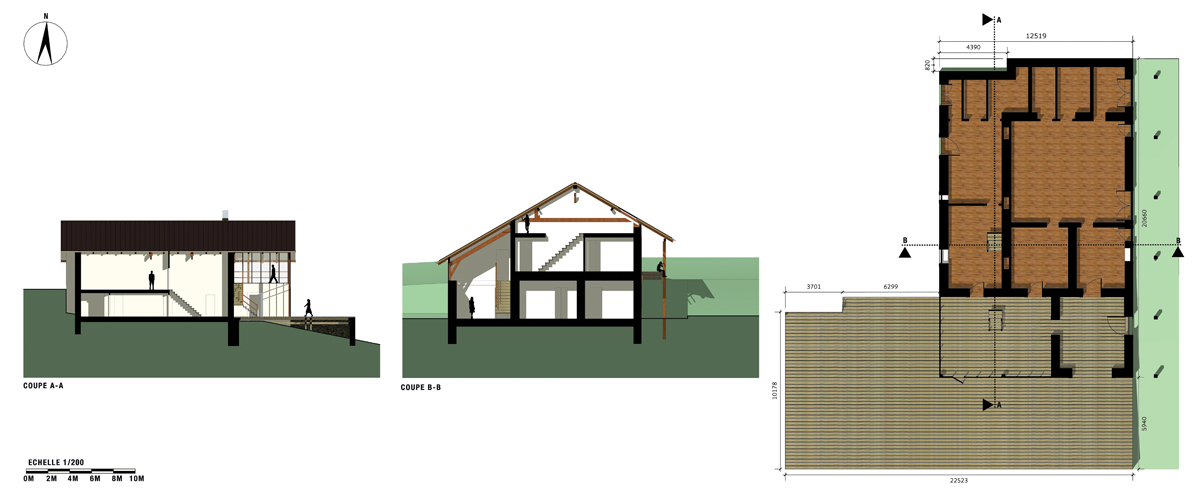 N
COUPE A-A
COUPE B-B
ECHELLE 1/200
0M 2M 4M 6M 8M 10M
A
12519
4390
820
20660
B
B
3701
6299
10178
A
5940
22523